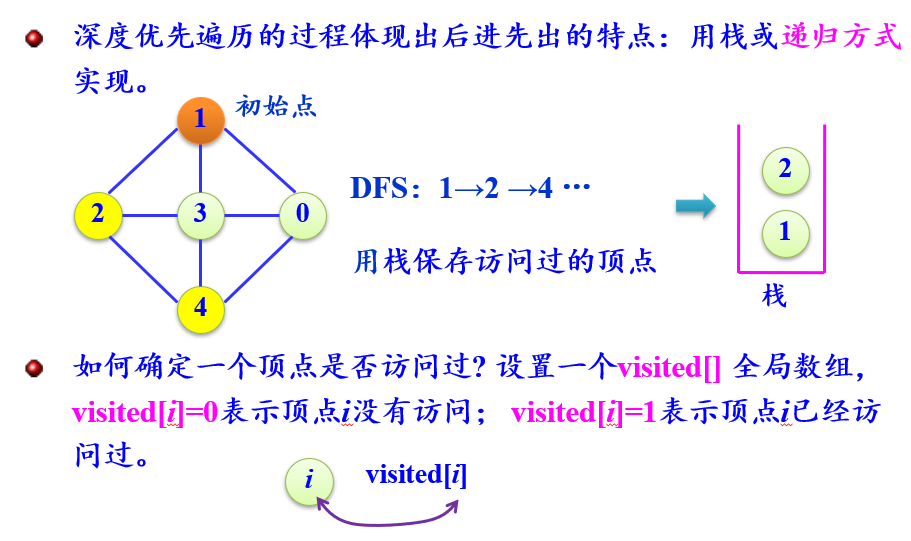 深度优先遍历的过程体现出后进先出的特点：用栈或递归方式
实现。
1
初始点
2
3
0
4
DFS：1→2 →4 …
用栈保存访问过的顶点
2
1
栈
如何确定一个顶点是否访问过? 设置一个visited[] 全局数组，
visited[i]=0表示顶点i没有访问； visited[i]=1表示顶点i已经访
问过。
i
visited[i]